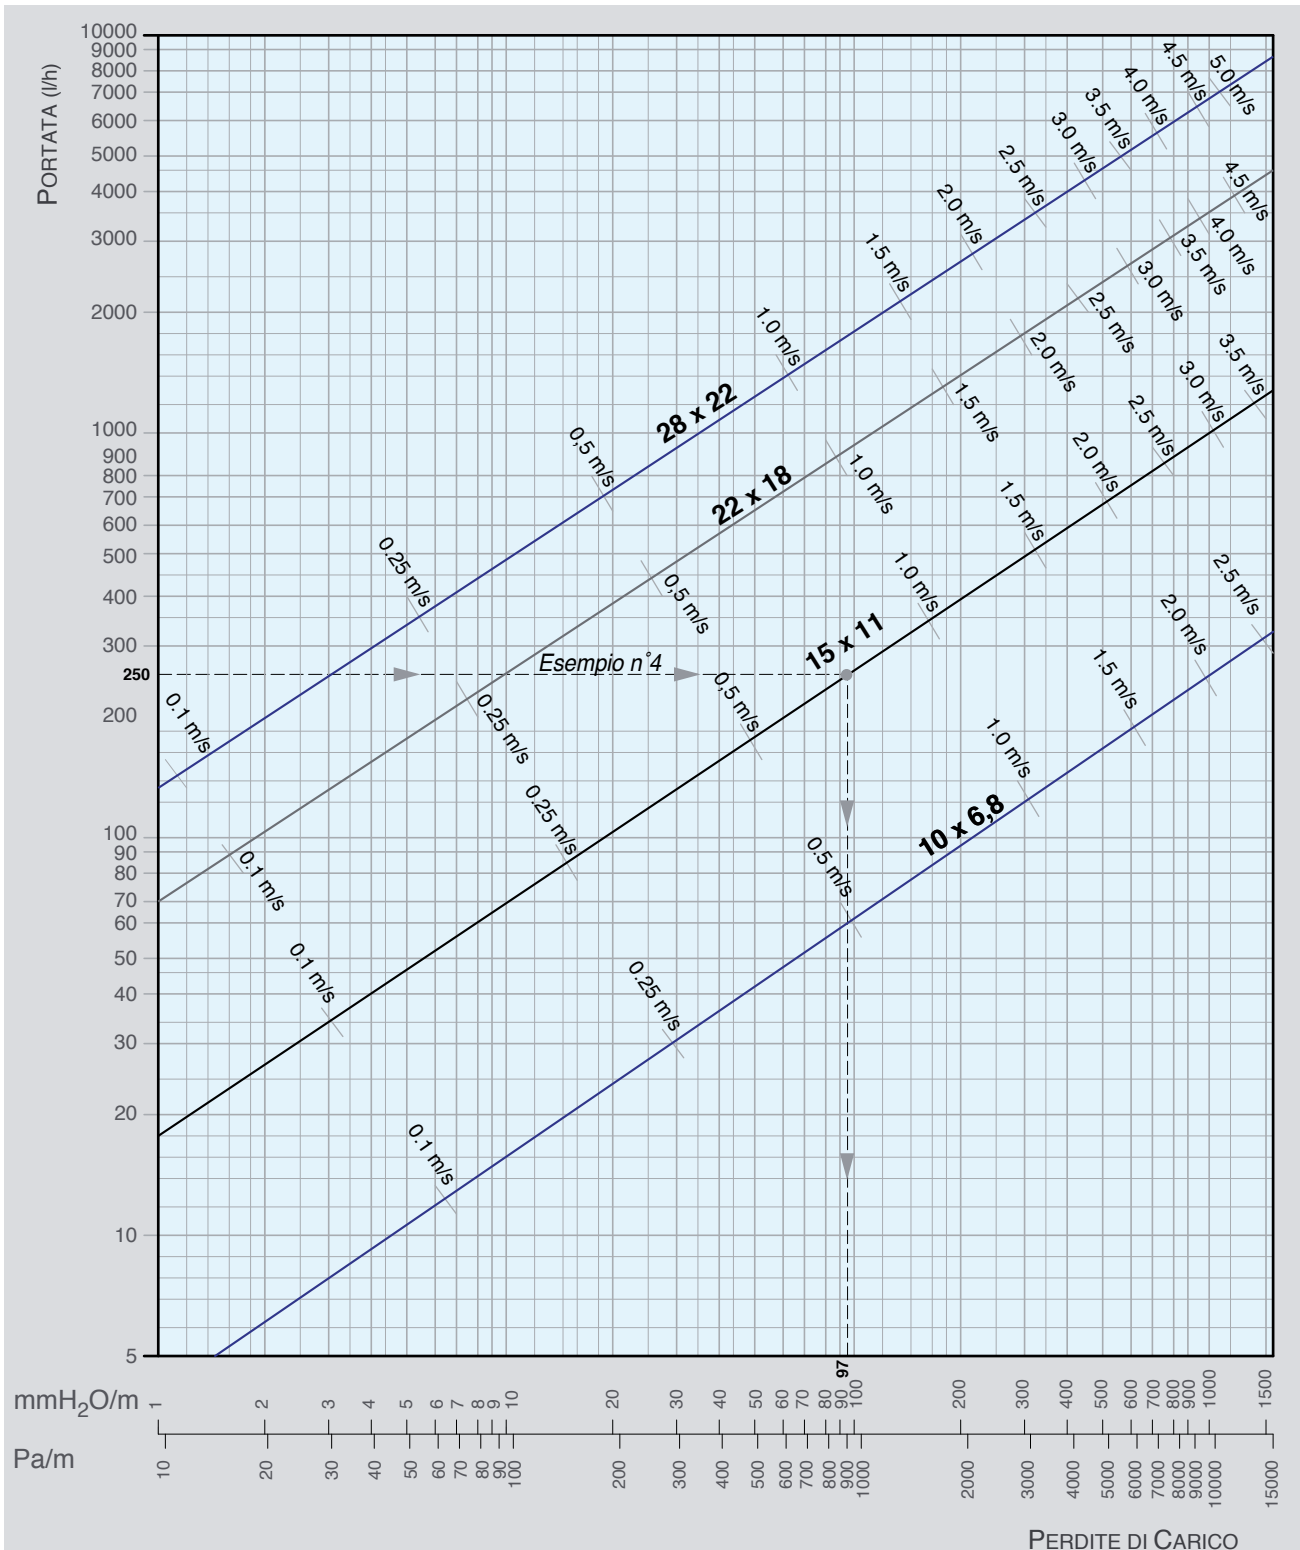 PORTATA (l/h)
10000
9000
8000
7000
6000
5000
4000
3000
2000
1000
900
800
700
600
500
400
300
250
200
100
90
80
70
60
50
40
30
20
10
5
28 x 22
0.1 m/s
0.25 m/s
0,5 m/s
1.0 m/s
1.5 m/s
2.0 m/s
2.5 m/s
3.0 m/s
3.5 m/s
4.0 m/s
4.5 m/s
5.0 m/s
22 x 18
0.1 m/s
0.25 m/s
0,5 m/s
1.0 m/s
1.5 m/s
2.0 m/s
2.5 m/s
3.0 m/s
3.5 m/s
4.0 m/s
4.5 m/s
Esempio n°4
15 x 11
0.1 m/s
0.25 m/s
0,5 m/s
1.0 m/s
1.5 m/s
2.0 m/s
2.5 m/s
3.0 m/s
3.5 m/s
10 x 6,8
0.1 m/s
0.25 m/s
0.5 m/s
1.0 m/s
1.5 m/s
2.0 m/s
2.5 m/s
97
mmH2O/m 1 2 3 4 5 6 7 8 9 10 20 30 40 50 60 70 80 90 100 200 300 400 500 600 700 800 900 1000 1500
Pa/m 10 20 30 40 50 60 70 80 90 100 200 300 400 500 600 700 800 900 1000 2000 3000 4000 5000 6000 7000 8000 9000 10000 15000
PERDITE DI CARICO